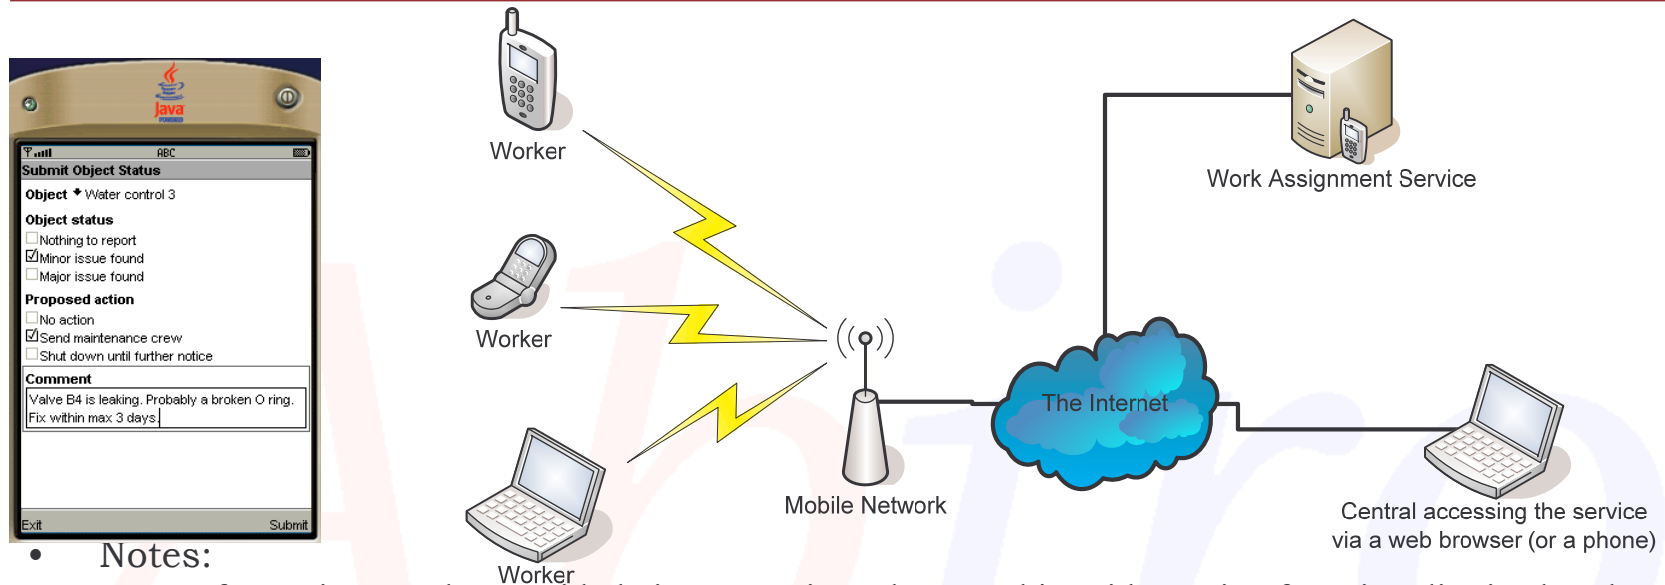 Java
POWERED
ABC
Submit Object Status
Object Water control 3
Object status
Nothing to report
Minor issue found
Major issue found
Proposed action
No action
Send maintenance crew
Shut down until further notice
Comment
Valve B4 is leaking. Probably a broken O ring.
Fix within max 3 days.
Exit Submit
Worker
Worker
Worker
Mobile Network
The Internet
Work Assignment Service
Central accessing the service
via a web browser (or a phone)
• Notes:
Abiro